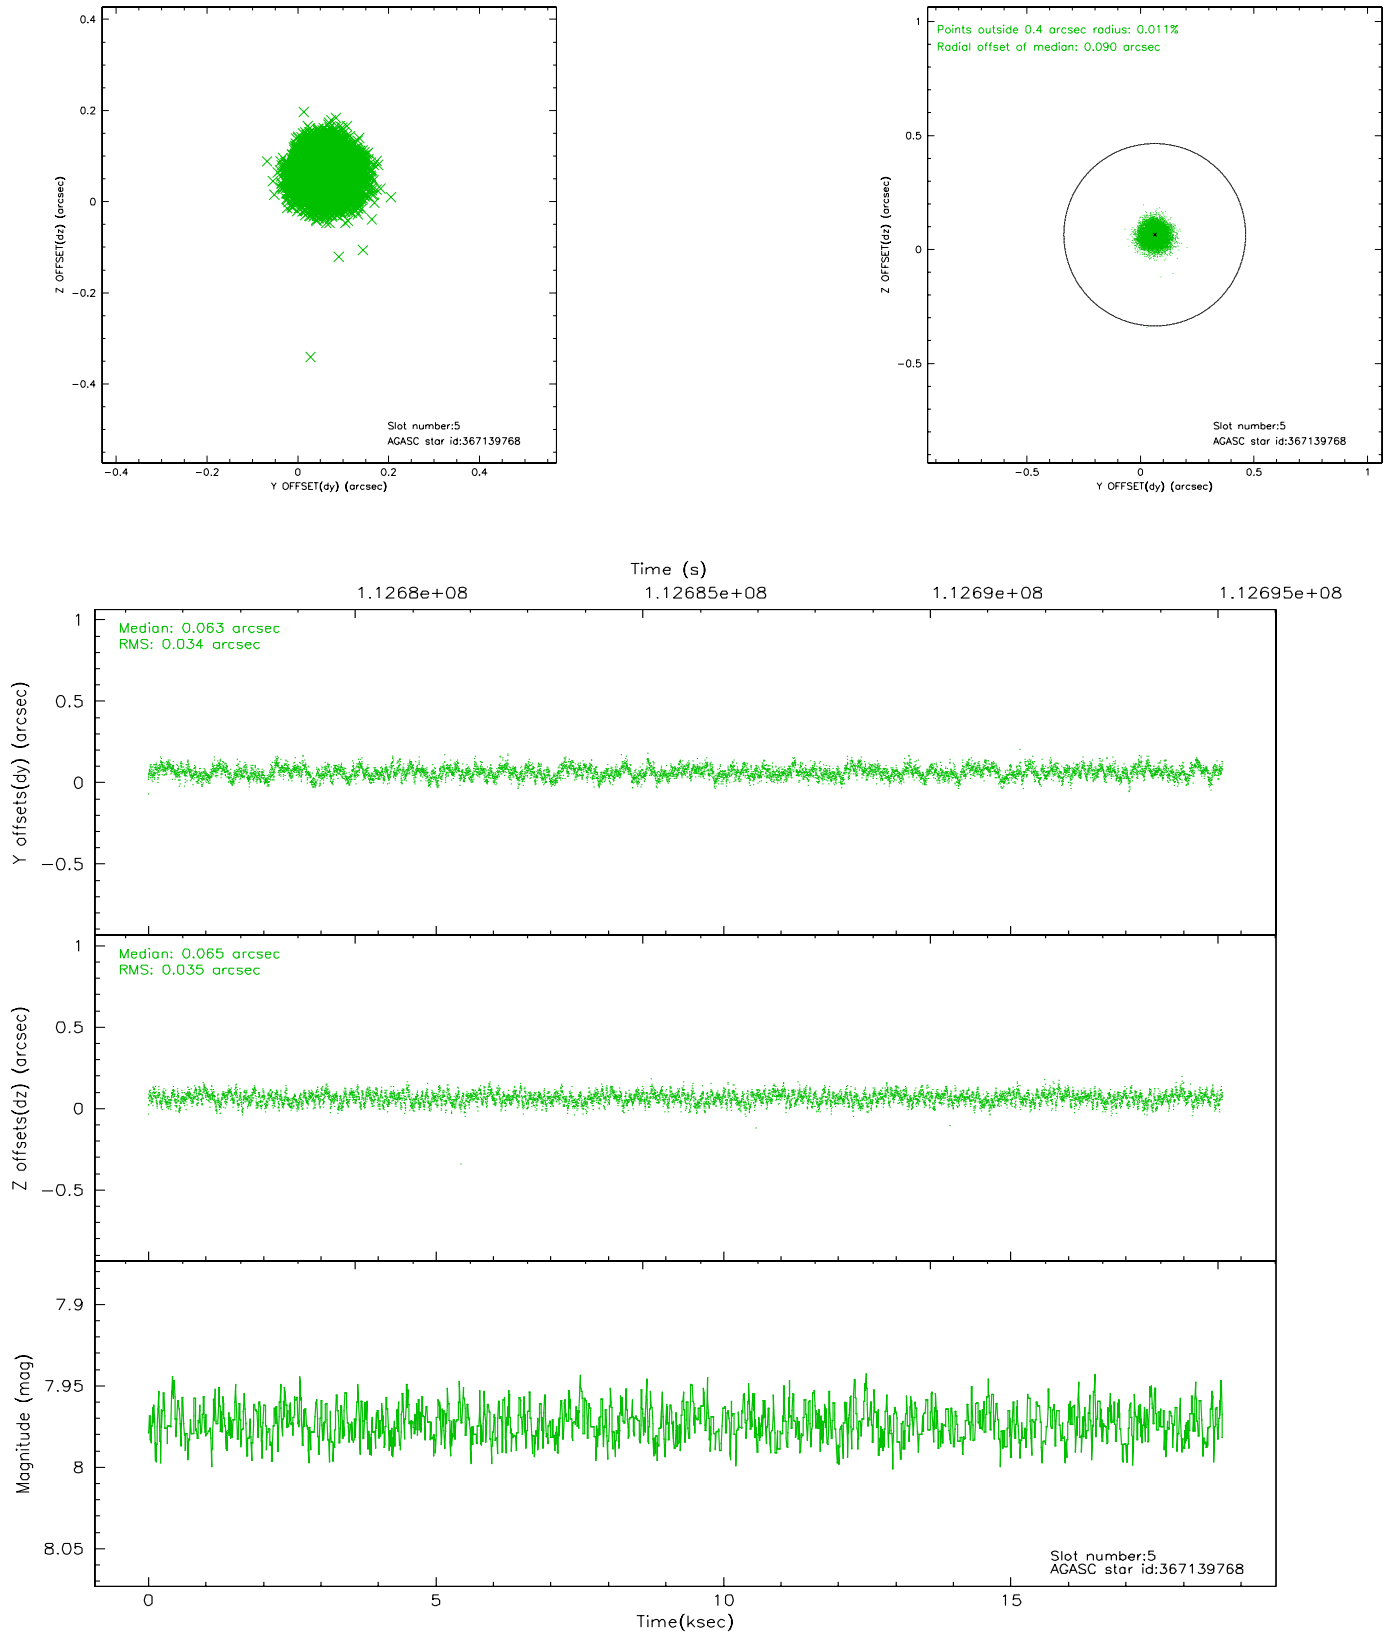 0.4
0.2
0
−0.2
−0.4
Z OFFSET(dz) (arcsec)
Slot number:5
AGASC star id:367139768
−0.4 −0.2 0 0.2 0.4
Y OFFSET(dy) (arcsec)
Points outside 0.4 arcsec radius: 0.011%
Radial offset of median: 0.090 arcsec
1
0.5
0
−0.5
Z OFFSET(dz) (arcsec)
Slot number:5
AGASC star id:367139768
−0.5 0 0.5 1
Y OFFSET(dy) (arcsec)
Time (s)
1.1268e+08 1.12685e+08 1.1269e+08 1.12695e+08
Median: 0.063 arcsec
RMS: 0.034 arcsec
1
0.5
0
−0.5
Y offsets(dy) (arcsec)
Median: 0.065 arcsec
RMS: 0.035 arcsec
1
0.5
0
−0.5
Z offsets(dz) (arcsec)
7.9
7.95
8
8.05
Magnitude (mag)
Slot number:5
AGASC star id:367139768
0 5 10 15
Time(ksec)